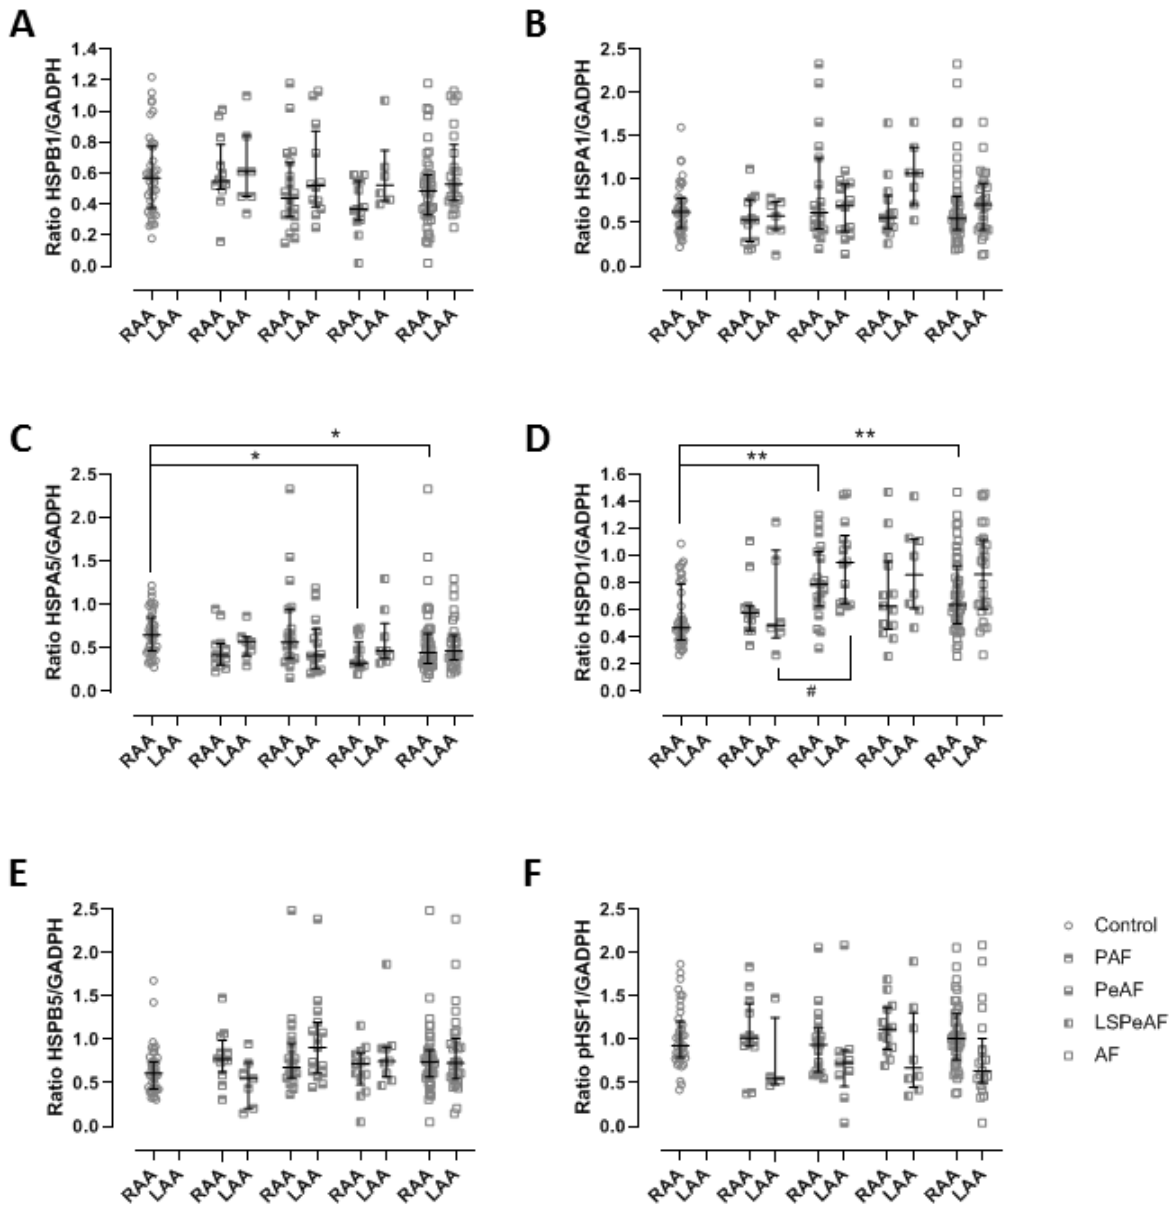 A
B
Ratio HSPB1/GADPH
1.4
1.2
1.0
0.8
0.6
0.4
0.2
0.0
RAA LAA RAA LAA RAA LAA RAA LAA RAA LAA
Ratio HSPA1/GADPH
2.5
2.0
1.5
1.0
0.5
0.0
RAA LAA RAA LAA RAA LAA RAA LAA RAA LAA
C
D
*
*
Ratio HSPA5/GADPH
2.5
2.0
1.5
1.0
0.5
0.0
RAA LAA RAA LAA RAA LAA RAA LAA RAA LAA
**
**
Ratio HSPD1/GADPH
1.6
1.4
1.2
1.0
0.8
0.6
0.4
0.2
0.0
#
RAA LAA RAA LAA RAA LAA RAA LAA RAA LAA
E
F
Ratio HSPB5/GADPH
2.5
2.0
1.5
1.0
0.5
0.0
RAA LAA RAA LAA RAA LAA RAA LAA RAA LAA
Ratio pHSF1/GADPH
2.5
2.0
1.5
1.0
0.5
0.0
RAA LAA RAA LAA RAA LAA RAA LAA RAA LAA
Control
PAF
PeAF
LSPeAF
AF